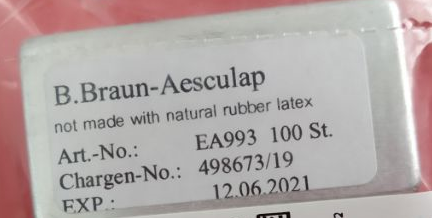 B.Braun-Aesculap
not made with natural rubber latex
Art.-No.: EA993 100 St.
Chargen-No.: 498673/19
EXP.: 12.06.2021